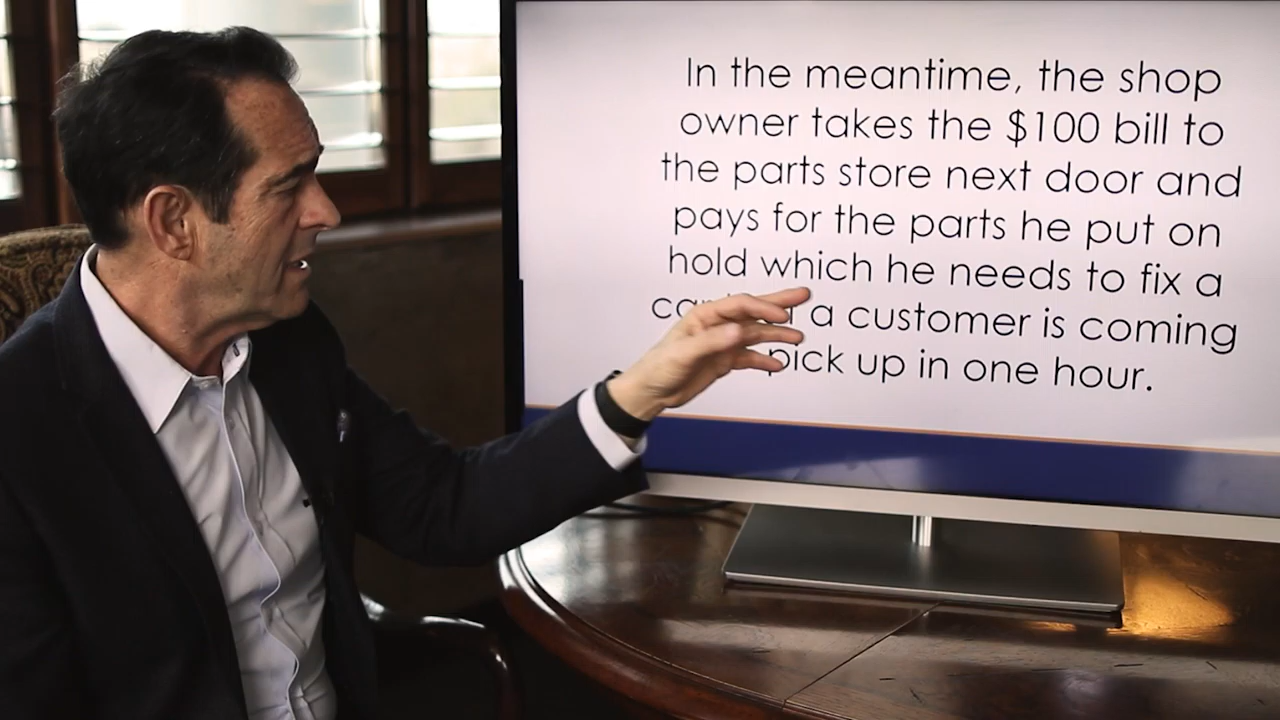 In the meantime, the shop
owner takes the $100 bill to
the parts store next door and
pays for the parts he put on
hold which he needs to fix a
a customer is coming
pick up in one hour.